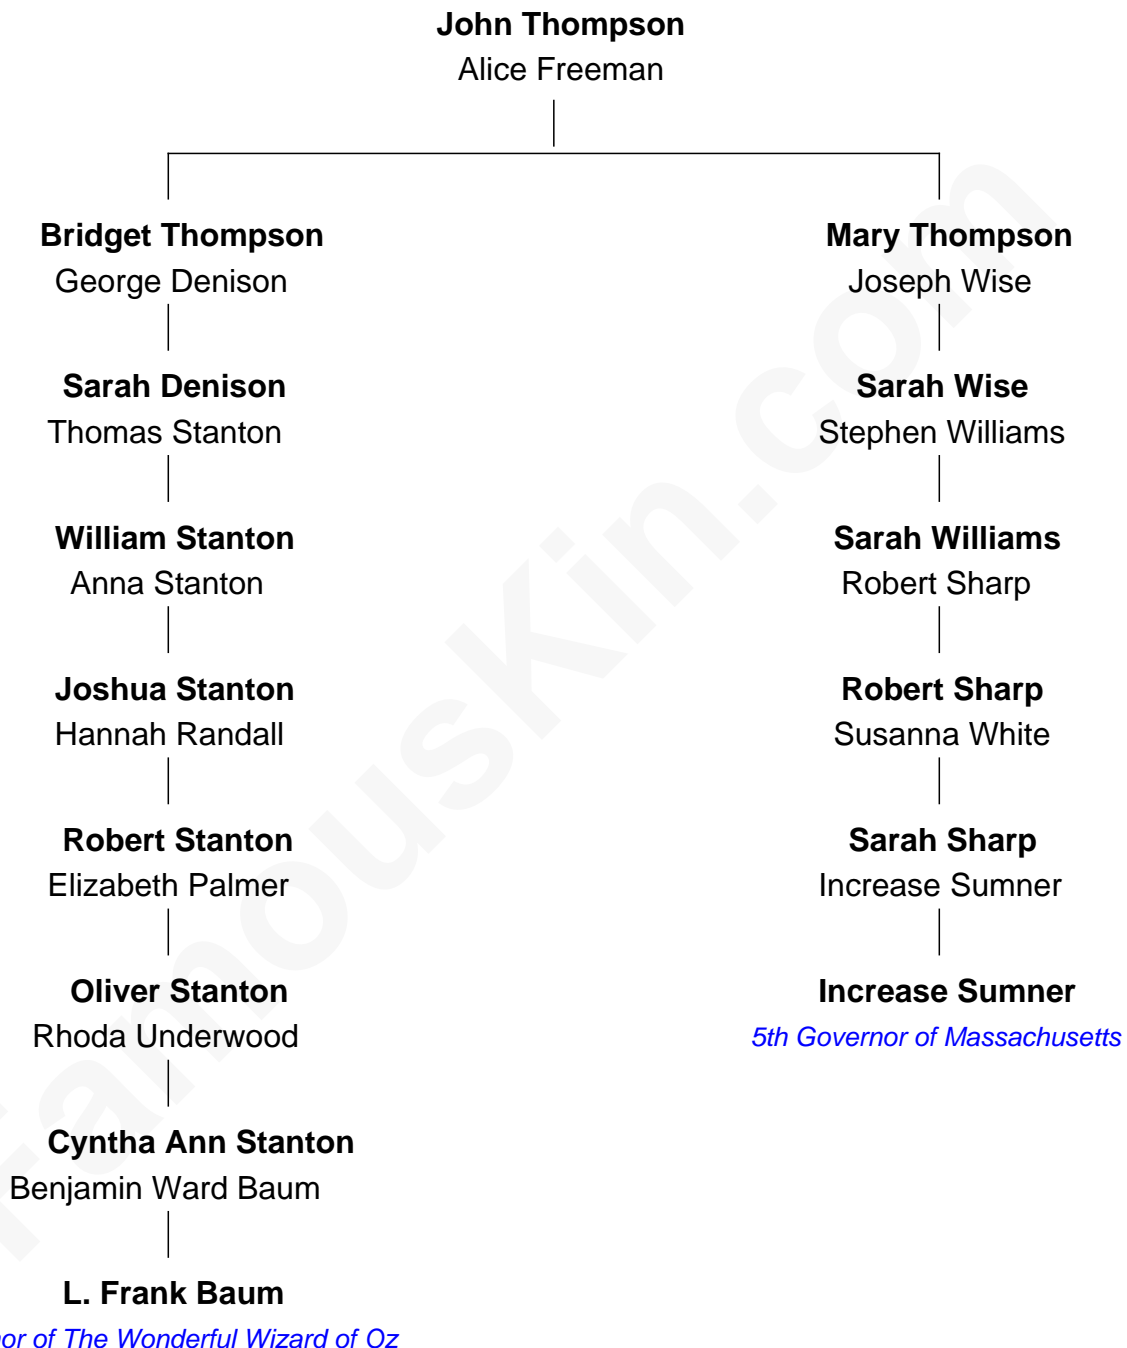 John Thompson
Alice Freeman
Bridget Thompson
George Denison
Mary Thompson
Joseph Wise
Sarah Denison
Thomas Stanton
Sarah Wise
Stephen Williams
William Stanton
Anna Stanton
Sarah Williams
Robert Sharp
Joshua Stanton
Hannah Randall
Robert Sharp
Susanna White
Robert Stanton
Elizabeth Palmer
Sarah Sharp
Increase Sumner
Oliver Stanton
Rhoda Underwood
Increase Sumner
5th Governor of Massachusetts
Cyntha Ann Stanton
Benjamin Ward Baum
L. Frank Baum
of The Wonderful Wizard of Oz
FamousKin.com